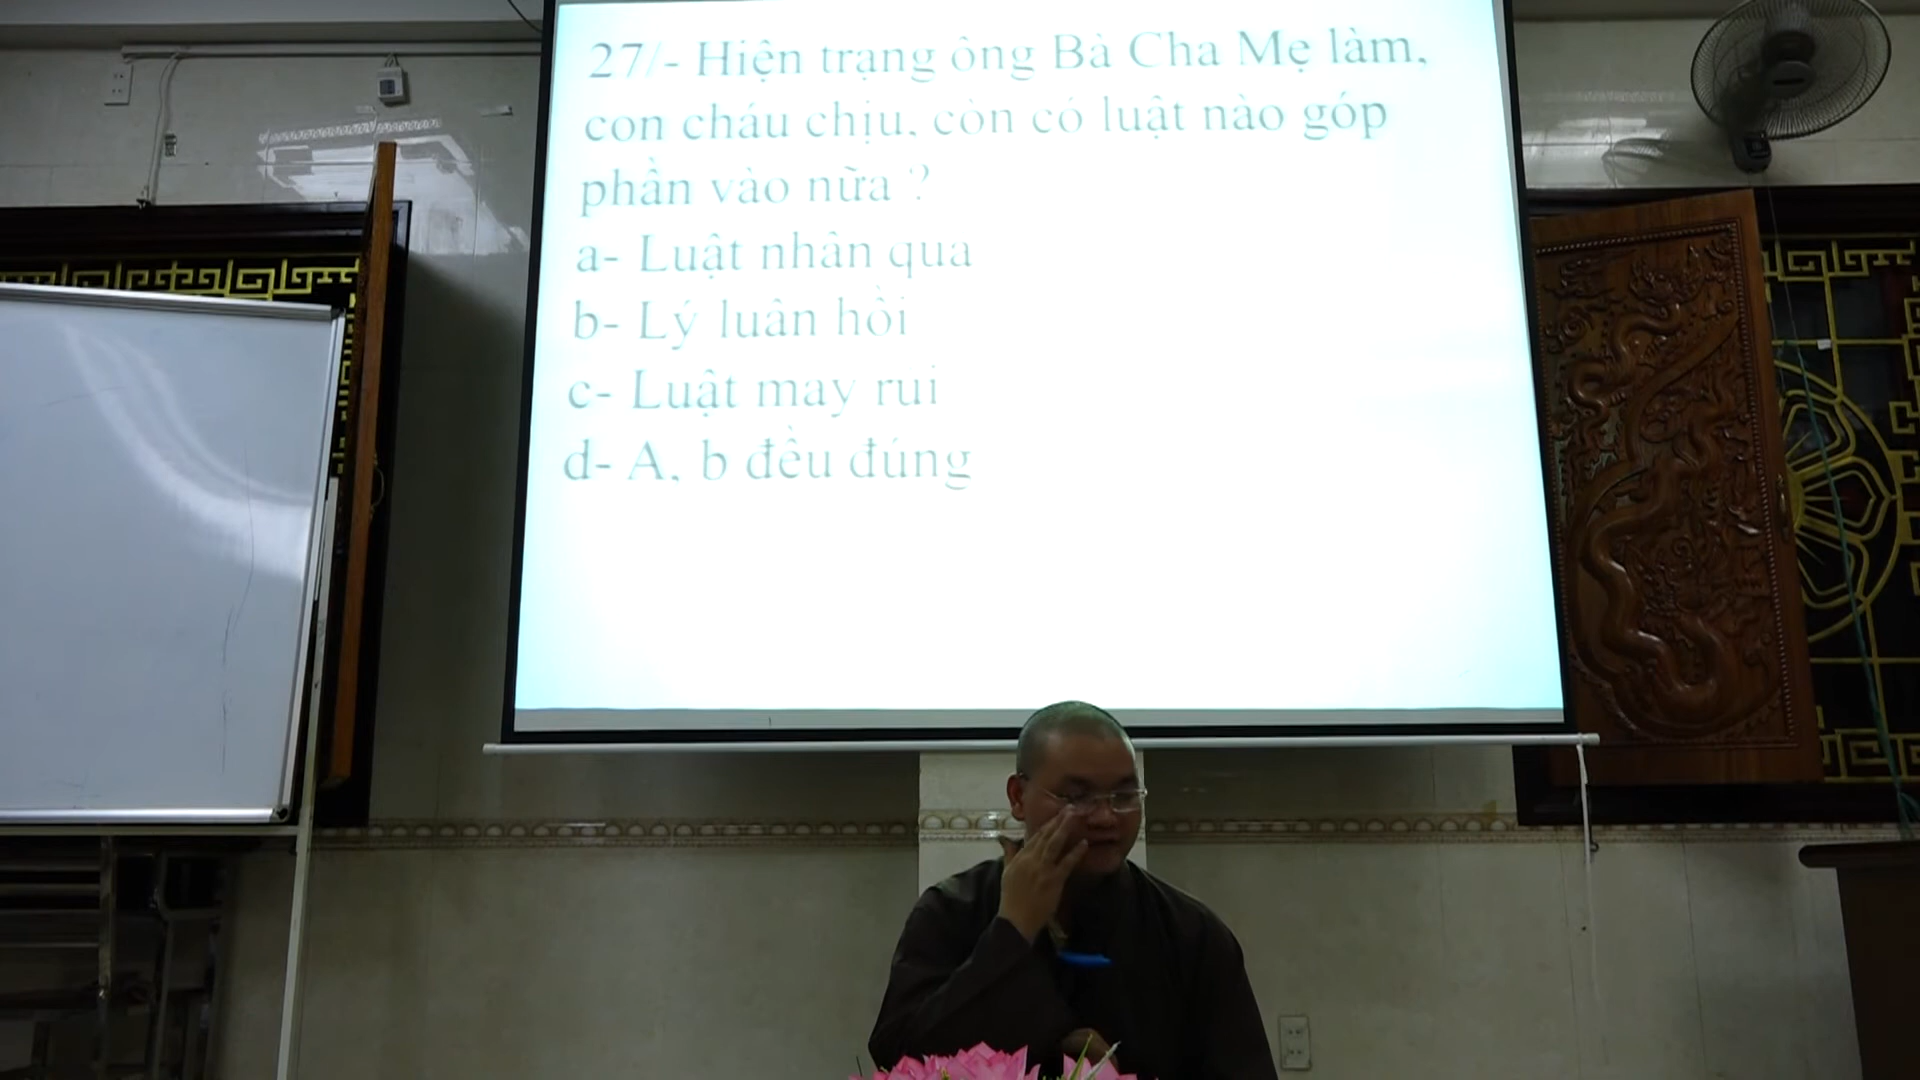 27/- Hiện trạng ông Bà Cha Mẹ làm,
con cháu chịu, còn có luật nào góp
phần vào nữa ?
a- Luật nhân quả
b- Lý luân hồi
c- Luật may rủi
d- A, b đều đúng